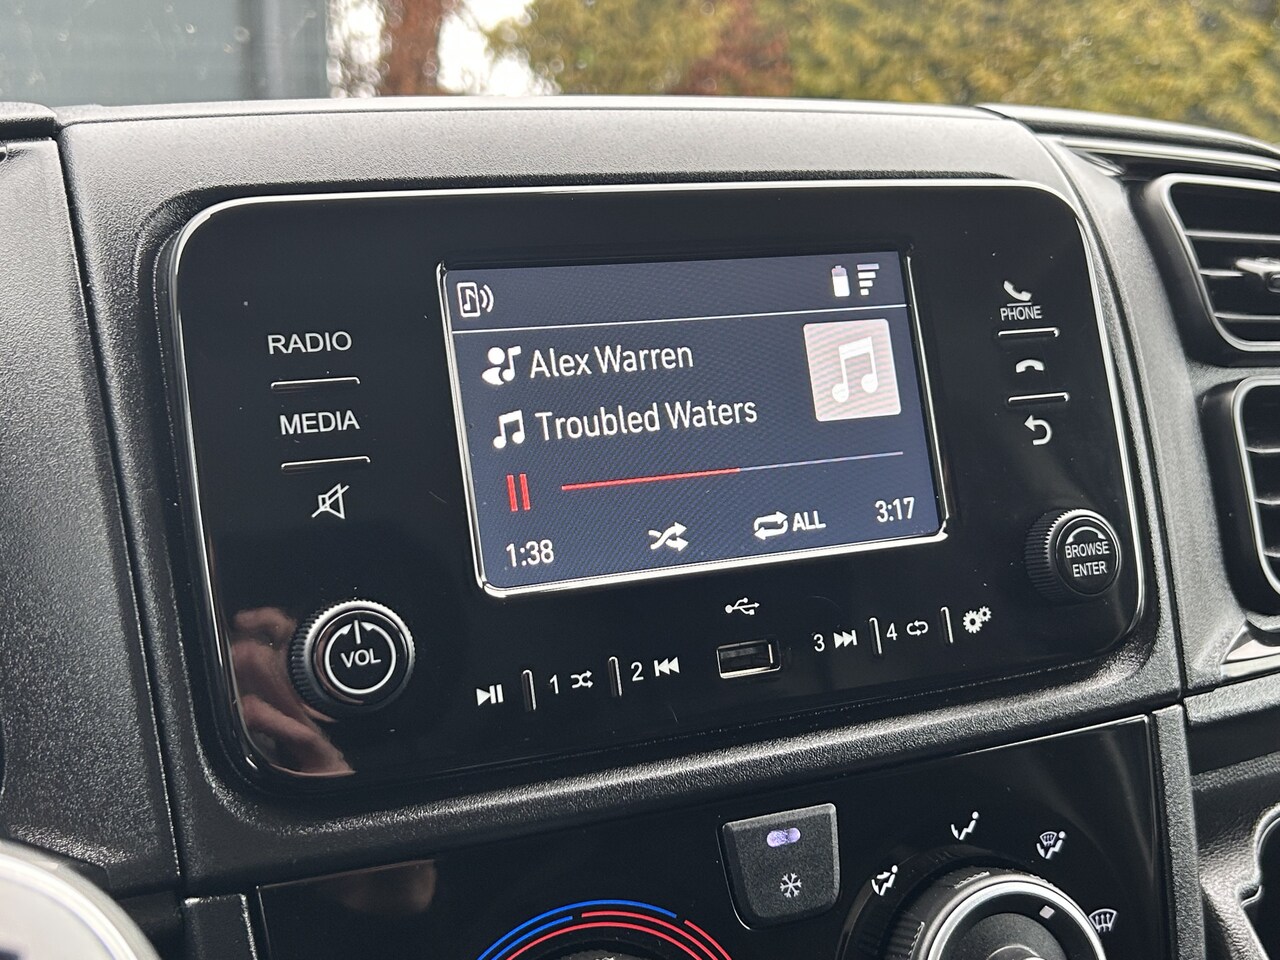 RADIO
MEDIA
VOL
Alex Warren
Troubled Waters
1:38
ALL
3:17
PHONE
BROWSE
ENTER
1
2
3
4